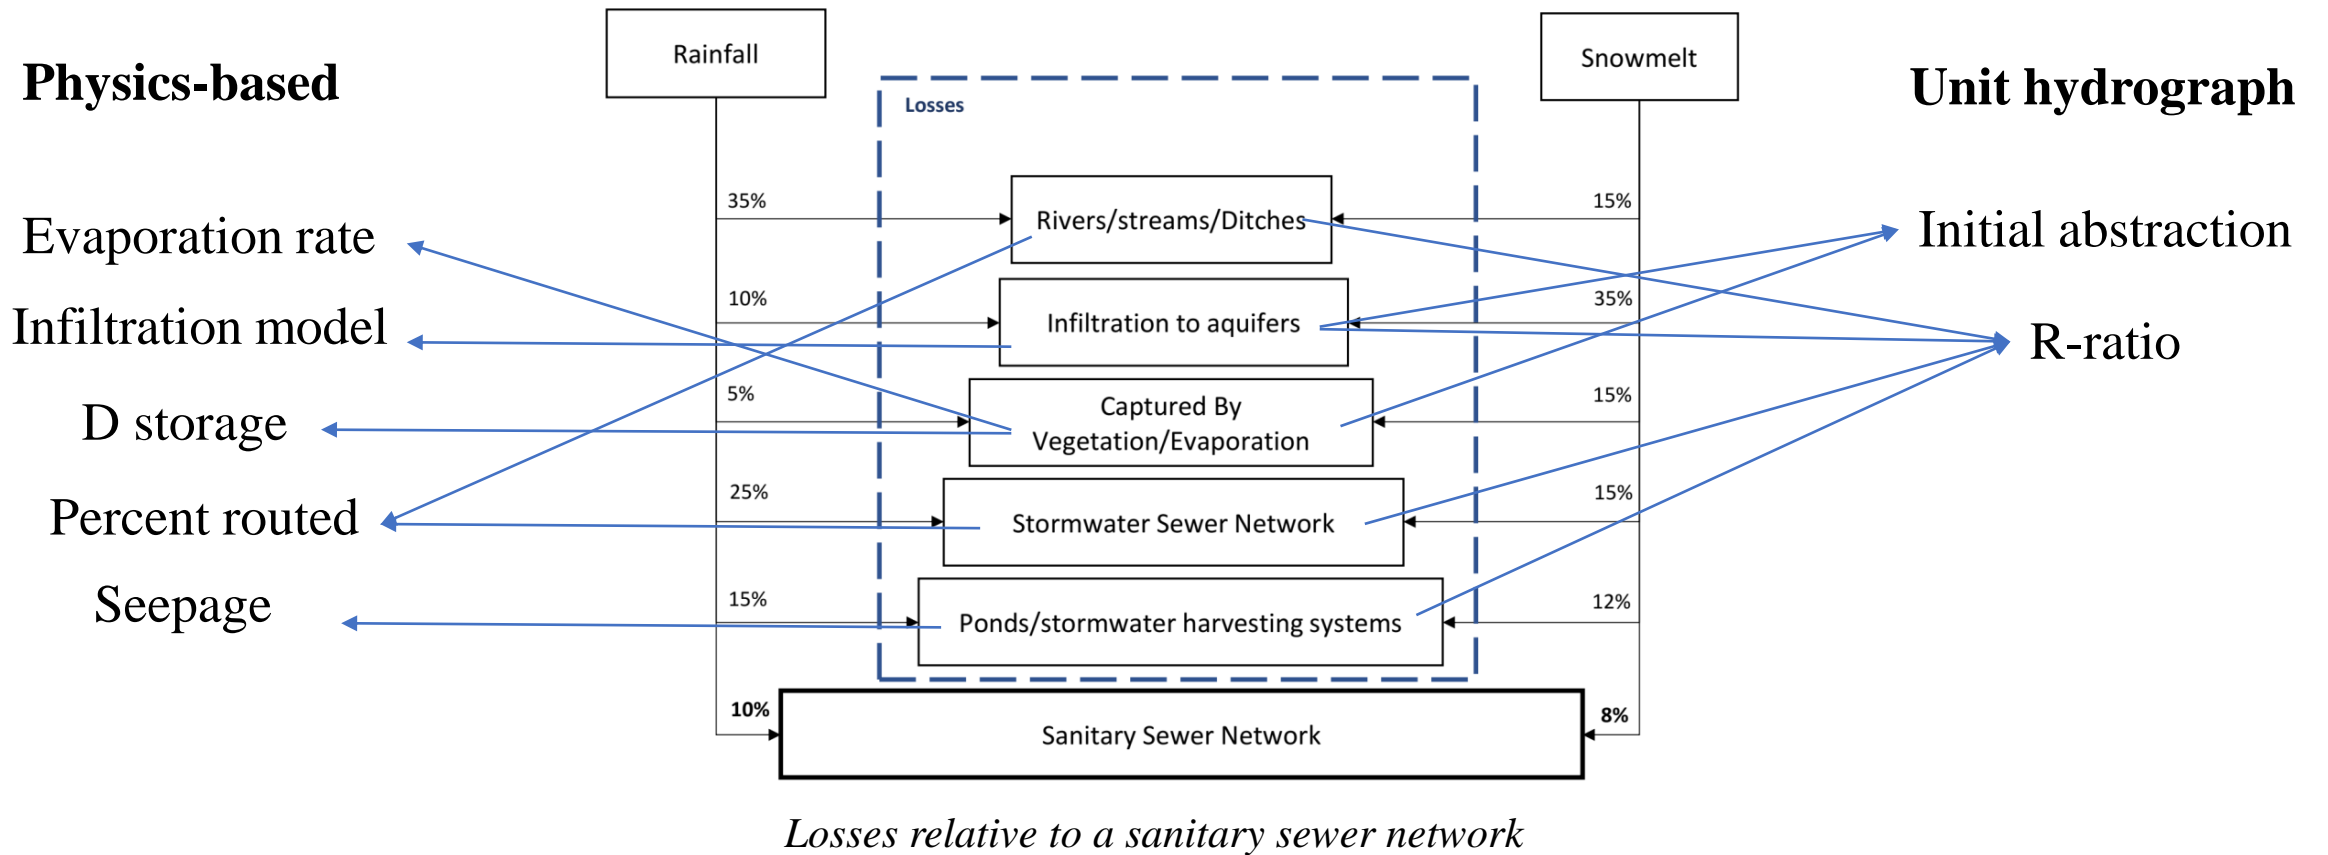 Rainfall
Snowmelt
Physics-based
Unit hydrograph
Losses
35%
Rivers/streams/Ditches
15%
Evaporation rate
Initial abstraction
10%
35%
Infiltration model
Infiltration to aquifers
R-ratio
5%
15%
D storage
Captured By
Vegetation/Evaporation
25%
15%
Percent routed
Stormwater Sewer Network
15%
12%
Seepage
Ponds/stormwater harvesting systems
10%
8%
Sanitary Sewer Network
Losses relative to a sanitary sewer network